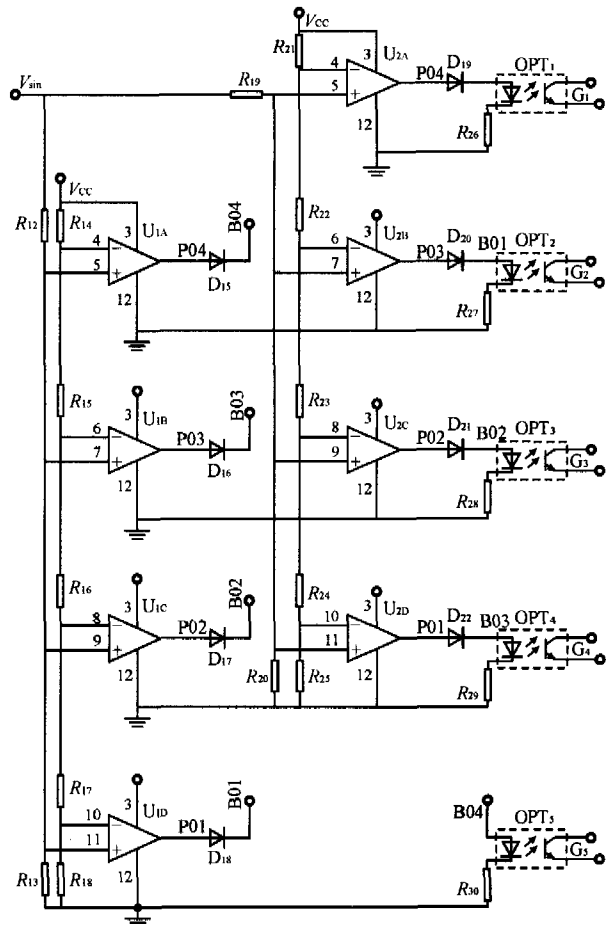 VCC
R21
3
U2A
4
5
12
P04
D19
OPT1
G1
R26
Vsin
R19
VCC
R12
R14
3
U1A
4
5
12
P04
D15
B04
R22
3
U2B
6
7
12
P03
D20
B01
OPT2
G2
R27
R15
3
U1B
6
7
12
P03
D16
B03
R23
3
U2C
8
9
12
P02
D21
B02
OPT3
G3
R28
R16
3
U1C
8
9
12
P02
D17
B02
R24
3
U2D
10
11
12
P01
D22
B03
OPT4
G4
R20
R25
R29
R17
3
U1D
10
11
12
P01
D18
B01
R13
R18
B04
OPT5
G5
R30